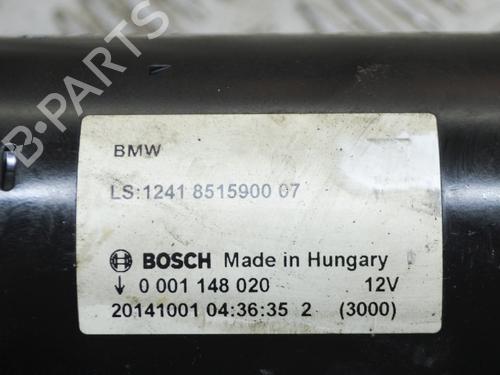 B-PARTS
BMW
LS:1241 8515900 07
BOSCH Made in Hungary
0 001 148 020 12V
20141001 04:36:35 2 (3000)